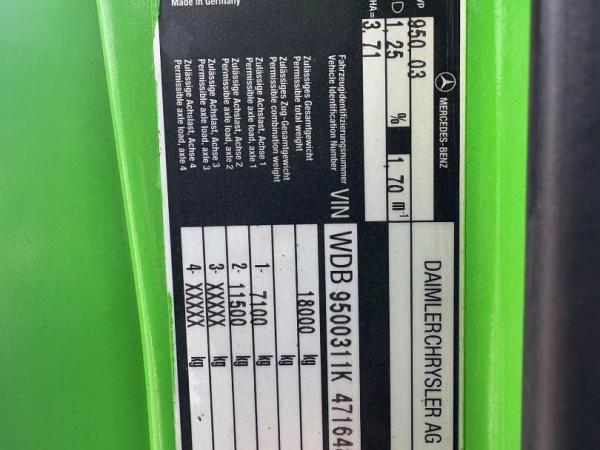 MERCEDES-BENZ
DAIMLERCHRYSLER AG
950.03
1,25 % 1,70 m⁻¹
HA= 3,71
Fahrzeugidentifizierungsnummer
Vehicle Identification Number
VIN WDB 9500311K 47164
Zulässiges Gesamtgewicht
Permissible total weight
18000 kg
Zulässiges Zug-Gesamtgewicht
Permissible combination weight
kg
Zulässige Achslast, Achse 1
Permissible axle load, axle 1
1- 7100 kg
Zulässige Achslast, Achse 2
Permissible axle load, axle 2
2- 11500 kg
Zulässige Achslast, Achse 3
Permissible axle load, axle 3
3- XXXXX kg
Zulässige Achslast, Achse 4
Permissible axle load, axle 4
4- XXXXX kg
Made in Germany